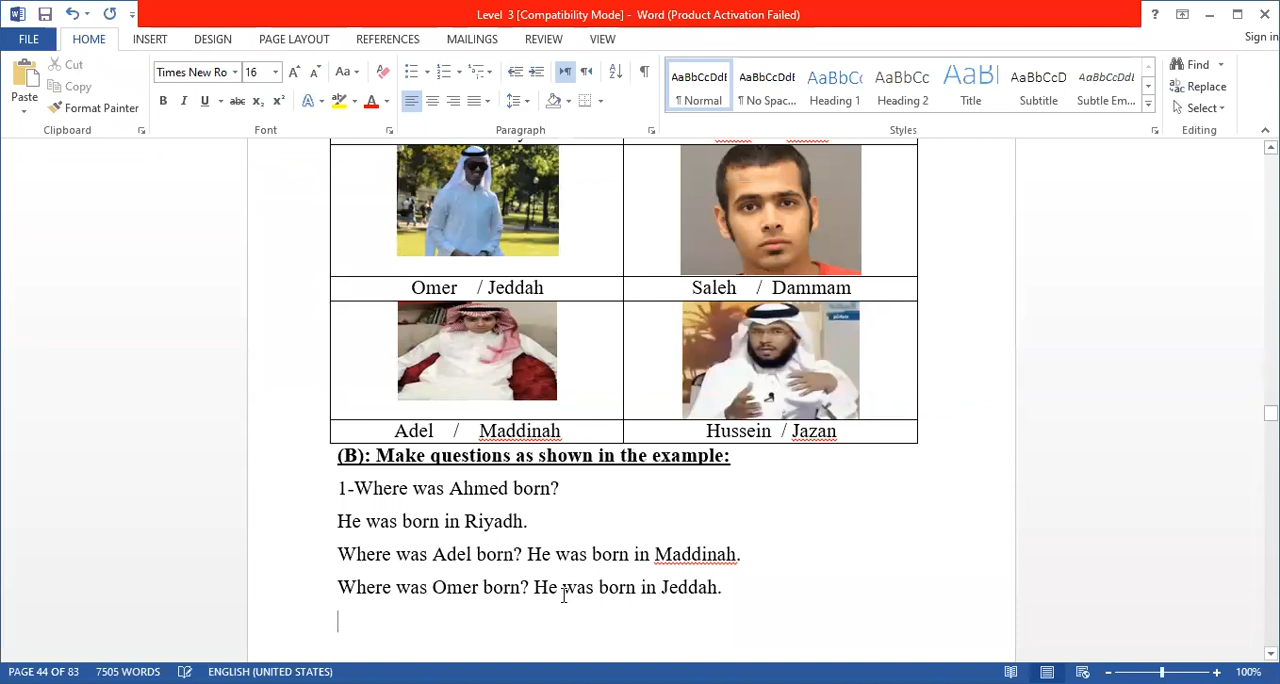 Level 3 [Compatibility Mode] - Word (Product Activation Failed)
FILE HOME INSERT DESIGN PAGE LAYOUT REFERENCES MAILINGS REVIEW VIEW Sign in
Paste
Cut
Copy
Format Painter
Clipboard
Times New Ro 16
Font
Paragraph
AaBbCcDdI AaBbCcDdI AaBbCc AaBbCc AaBl AaBbCcD AaBbCcDdI
¶ Normal ¶ No Spac... Heading 1 Heading 2 Title Subtitle Subtle Em...
Styles
Find
Replace
Select
Editing
Omer / Jeddah Saleh / Dammam
Adel / Maddinah Hussein / Jazan
(B): Make questions as shown in the example:
1-Where was Ahmed born?
He was born in Riyadh.
Where was Adel born? He was born in Maddinah.
Where was Omer born? He was born in Jeddah.
PAGE 44 OF 83 7505 WORDS ENGLISH (UNITED STATES) 100%